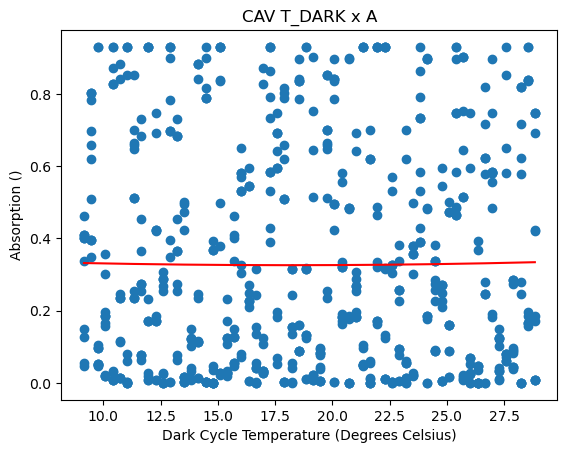 CAV T_DARK x A
Absorption ()
0.8
0.6
0.4
0.2
0.0
10.0 12.5 15.0 17.5 20.0 22.5 25.0 27.5
Dark Cycle Temperature (Degrees Celsius)